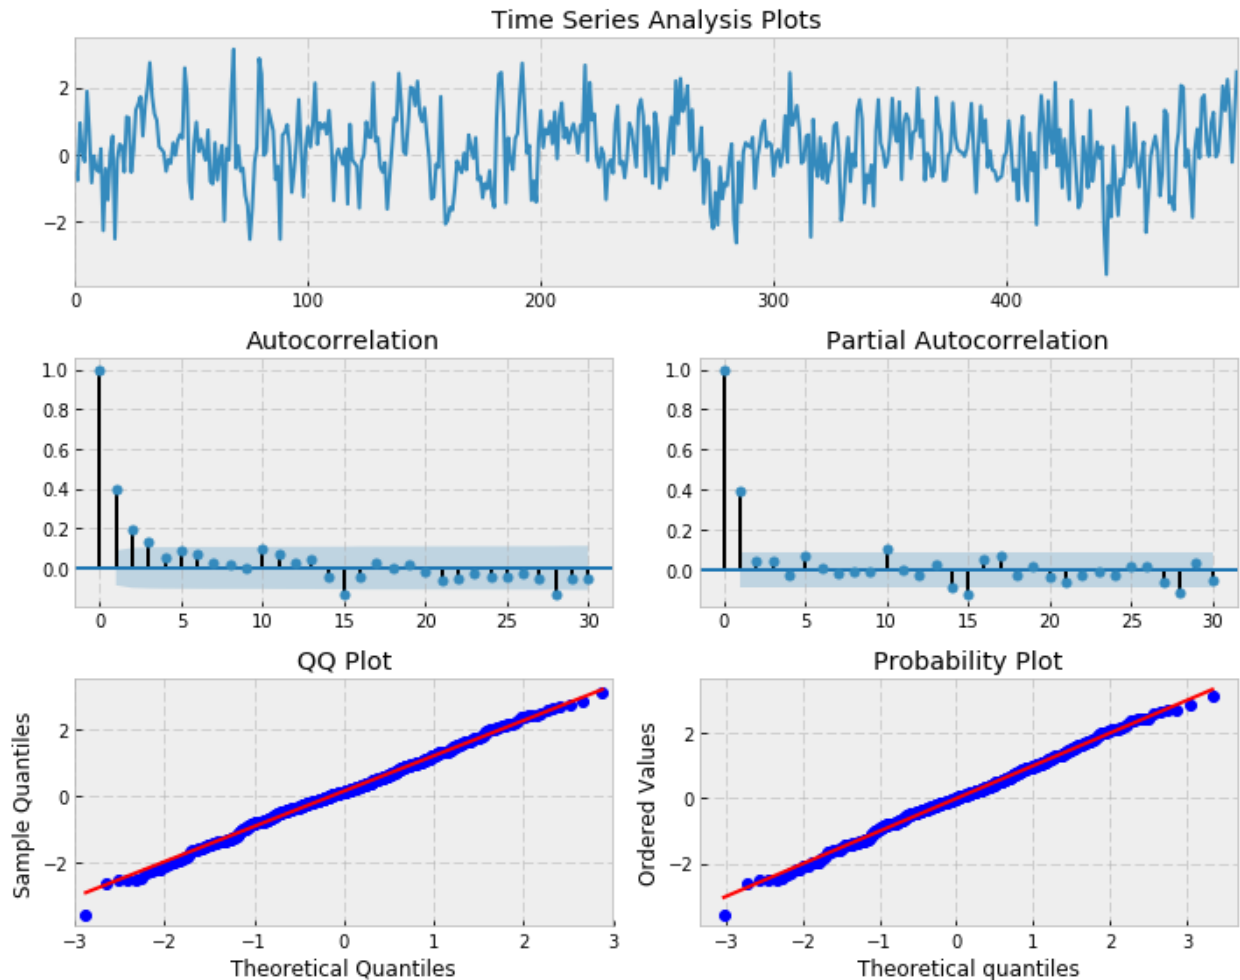 Time Series Analysis Plots
2
0
−2
0 100 200 300 400
Autocorrelation
1.0
0.8
0.6
0.4
0.2
0.0
0 5 10 15 20 25 30
Partial Autocorrelation
1.0
0.8
0.6
0.4
0.2
0.0
0 5 10 15 20 25 30
QQ Plot
Sample Quantiles
2
0
−2
−3 −2 −1 0 1 2 3
Theoretical Quantiles
Probability Plot
Ordered Values
2
0
−2
−3 −2 −1 0 1 2 3
Theoretical quantiles